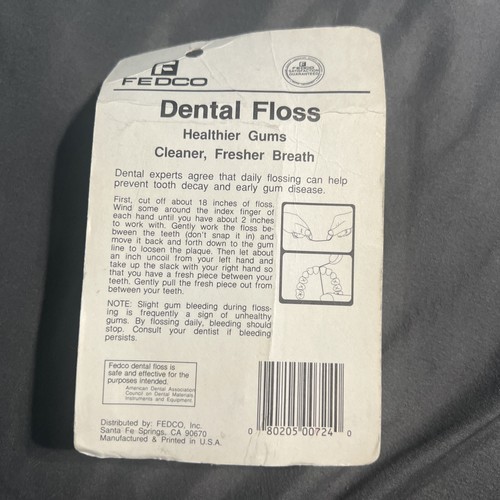 FEDCO
FEDCO
SATISFACTION
GUARANTEED
Dental Floss
Healthier Gums
Cleaner, Fresher Breath
Dental experts agree that daily flossing can help
prevent tooth decay and early gum disease.
First, cut off about 18 inches of floss.
Wind some around the index finger of
each hand until you have about 2 inches
to work with. Gently work the floss be-
bween the teeth (don't snap it in) and
move it back and forth down to the gum
line to loosen the plaque. Then let about
an inch uncoil from your left hand and
take up the slack with your right hand so
that you have a fresh piece between your
teeth. Gently pull the fresh piece out from
between your teeth.
NOTE: Slight gum bleeding during floss-
ing is frequently a sign of unhealthy
gums. By flossing daily, bleeding should
stop. Consult your dentist if bleeding
persists.
Fedco dental floss is
safe and effective for the
purposes intended.
American Dental Association
Council on Dental Materials,
Instruments and Equipment.
Distributed by: FEDCO, Inc.
Santa Fe Springs, CA 90670
Manufactured & Printed in U.S.A.
0 80205 00724 0